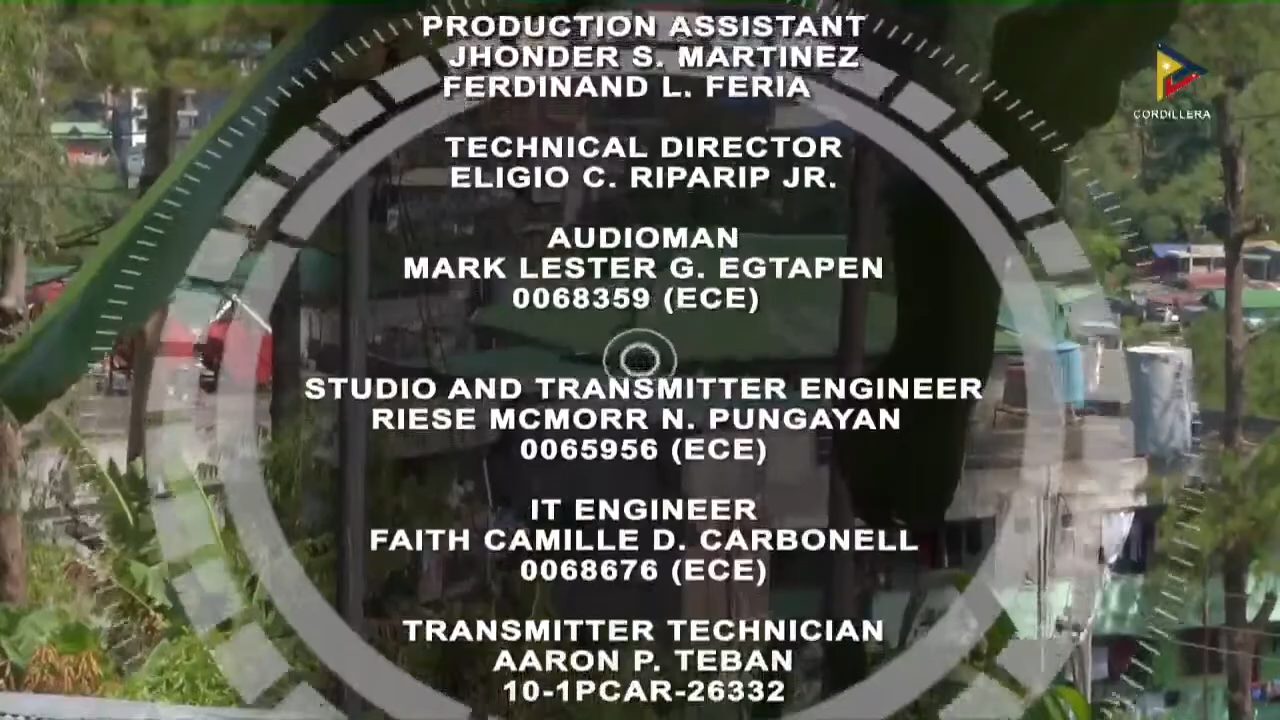 PRODUCTION ASSISTANT
JHONDER S. MARTINEZ
FERDINAND L. FERIA
CORDILLERA
TECHNICAL DIRECTOR
ELIGIO C. RIPARIP JR.
AUDIOMAN
MARK LESTER G. EGTAPEN
0068359 (ECE)
STUDIO AND TRANSMITTER ENGINEER
RIESE MCMORR N. PUNGAYAN
0065956 (ECE)
IT ENGINEER
FAITH CAMILLE D. CARBONELL
0068676 (ECE)
TRANSMITTER TECHNICIAN
AARON P. TEBAN
10-1PCAR-26332